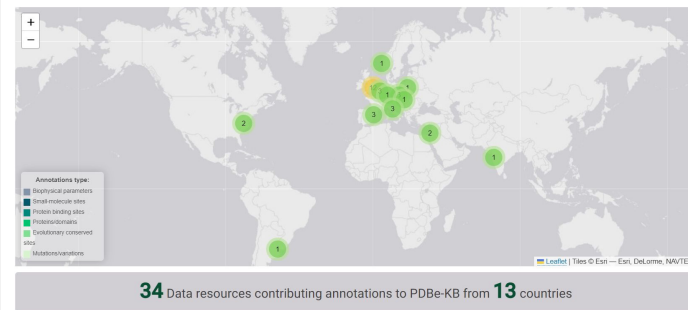 +
−
1
1
1
1
3
3
2
2
1
1
Annotations type:
Biophysical parameters
Small-molecule sites
Protein binding sites
Proteins/domains
Evolutionary conserved
sites
Mutations/variations
Leaflet | Tiles © Esri — Esri, DeLorme, NAVTE
34 Data resources contributing annotations to PDBe-KB from 13 countries